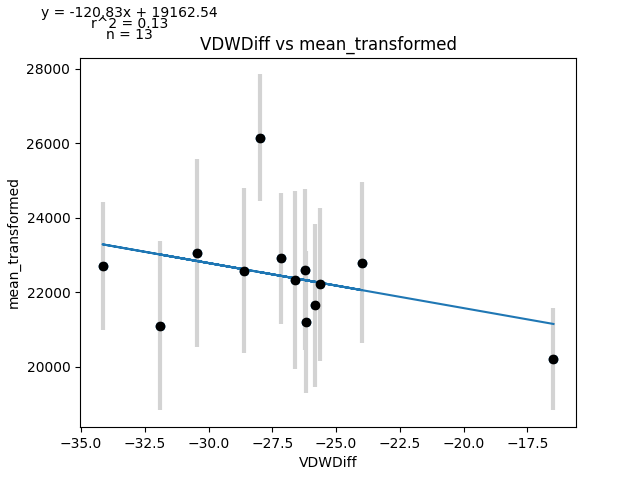 y = -120.83x + 19162.54
r^2 = 0.13
n = 13
VDWDiff vs mean_transformed
28000
26000
24000
22000
20000
mean_transformed
−35.0 −32.5 −30.0 −27.5 −25.0 −22.5 −20.0 −17.5
VDWDiff